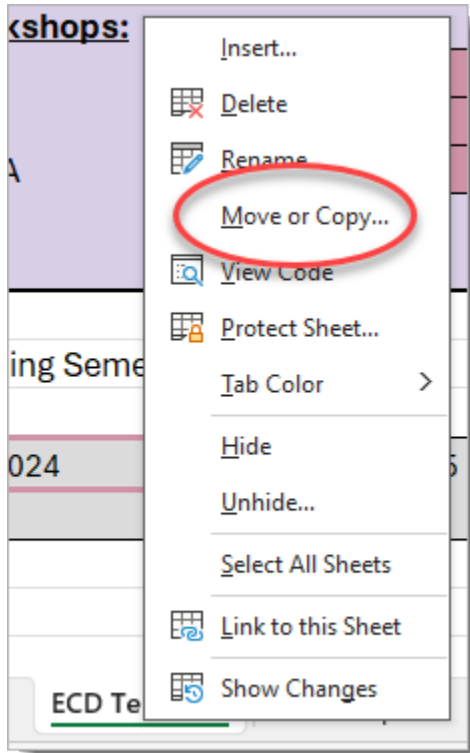 kshops:
Insert...
Delete
Rename
A
Move or Copy...
View Code
Protect Sheet...
ing Seme
Tab Color
Hide
024
5
Unhide...
Select All Sheets
Link to this Sheet
Show Changes
ECD Te